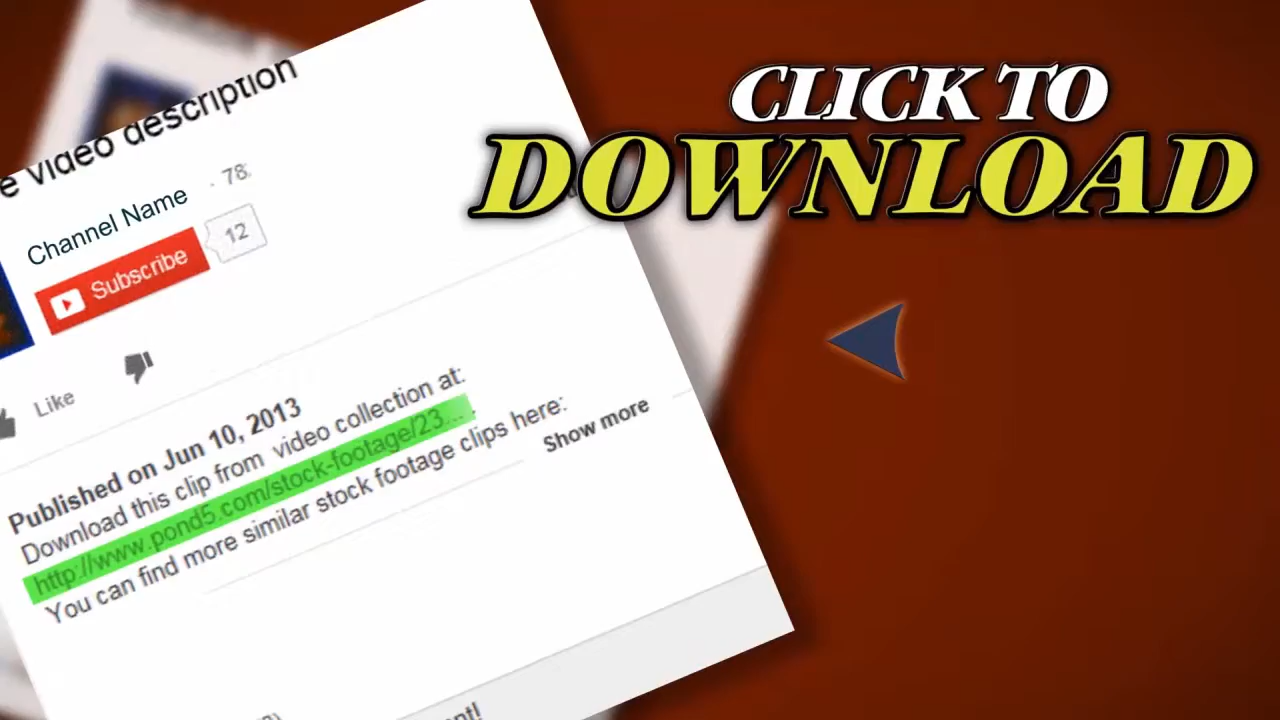 CLICK TO
DOWNLOAD
video description
Channel Name
Subscribe
12
Like
Published on Jun 10, 2013
Download this clip from video collection at:
http://www.pond5.com/stock-footage/23...
You can find more similar stock footage clips here:
Show more